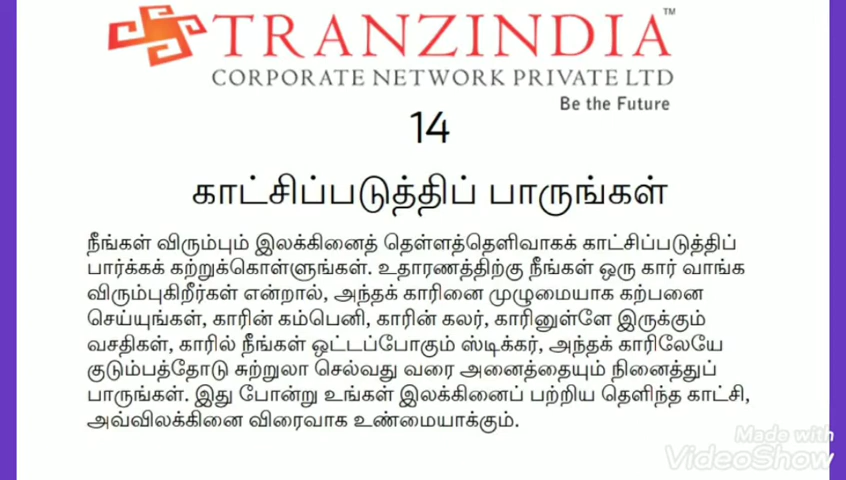 TRANZINDIA™
CORPORATE NETWORK PRIVATE LTD
Be the Future
14
காட்சிப்படுத்திப் பாருங்கள்
நீங்கள் விரும்பும் இலக்கினைத் தெள்ளத்தெளிவாகக் காட்சிப்படுத்திப்
பார்க்கக் கற்றுக்கொள்ளுங்கள். உதாரணத்திற்கு நீங்கள் ஒரு கார் வாங்க
விரும்புகிறீர்கள் என்றால், அந்தக் காரினை முழுமையாக கற்பனை
செய்யுங்கள், காரின் கம்பெனி, காரின் கலர், காரினுள்ளே இருக்கும்
வசதிகள், காரில் நீங்கள் ஒட்டப்போகும் ஸ்டிக்கர், அந்தக் காரிலேயே
குடும்பத்தோடு சுற்றுலா செல்வது வரை அனைத்தையும் நினைத்துப்
பாருங்கள். இது போன்று உங்கள் இலக்கினைப் பற்றிய தெளிந்த காட்சி,
அவ்விலக்கினை விரைவாக உண்மையாக்கும்.
Made with
VideoShow